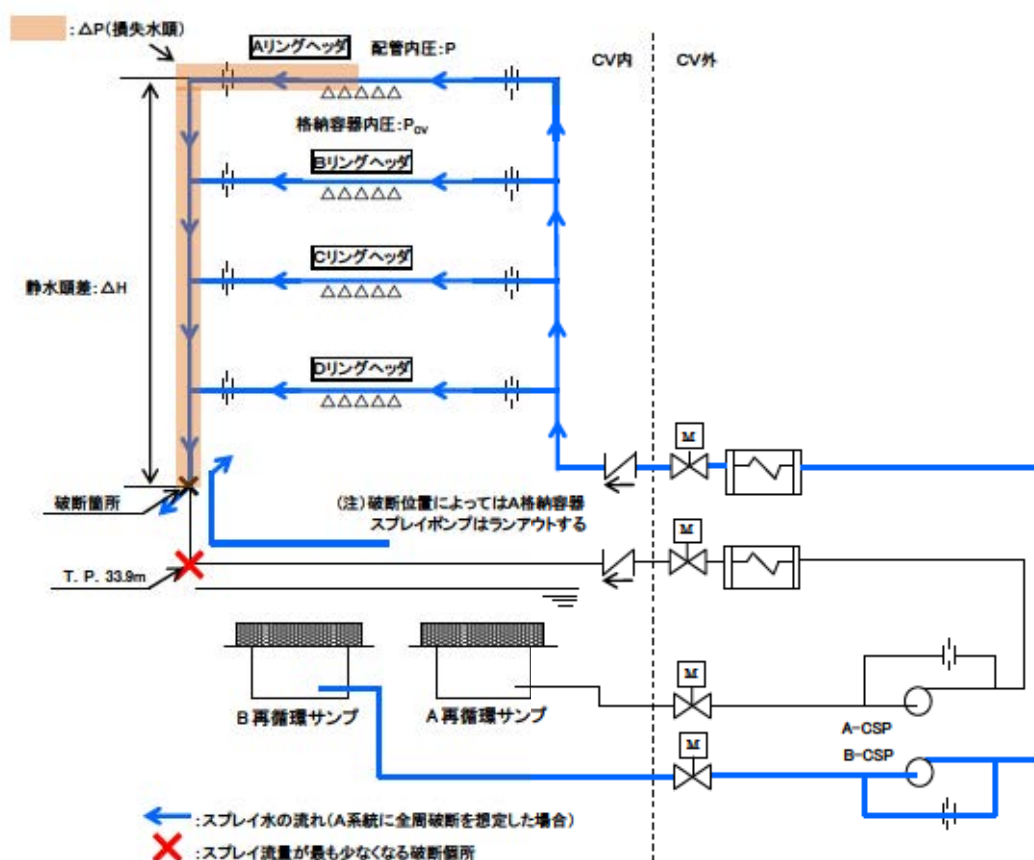 ：△P(損失水頭)
Aリングヘッダ
配管内圧：P
CV内
CV外
格納容器内圧：PCV
Bリングヘッダ
Cリングヘッダ
静水頭差：△H
Dリングヘッダ
M
破断箇所
(注)破断位置によってはA格納容器
スプレイポンプはランアウトする
M
T. P. 33.9m
M
B再循環サンプ
A再循環サンプ
A-CSP
B-CSP
M
：スプレイ水の流れ(A系統に全周破断を想定した場合)
：スプレイ流量が最も少なくなる破断個所